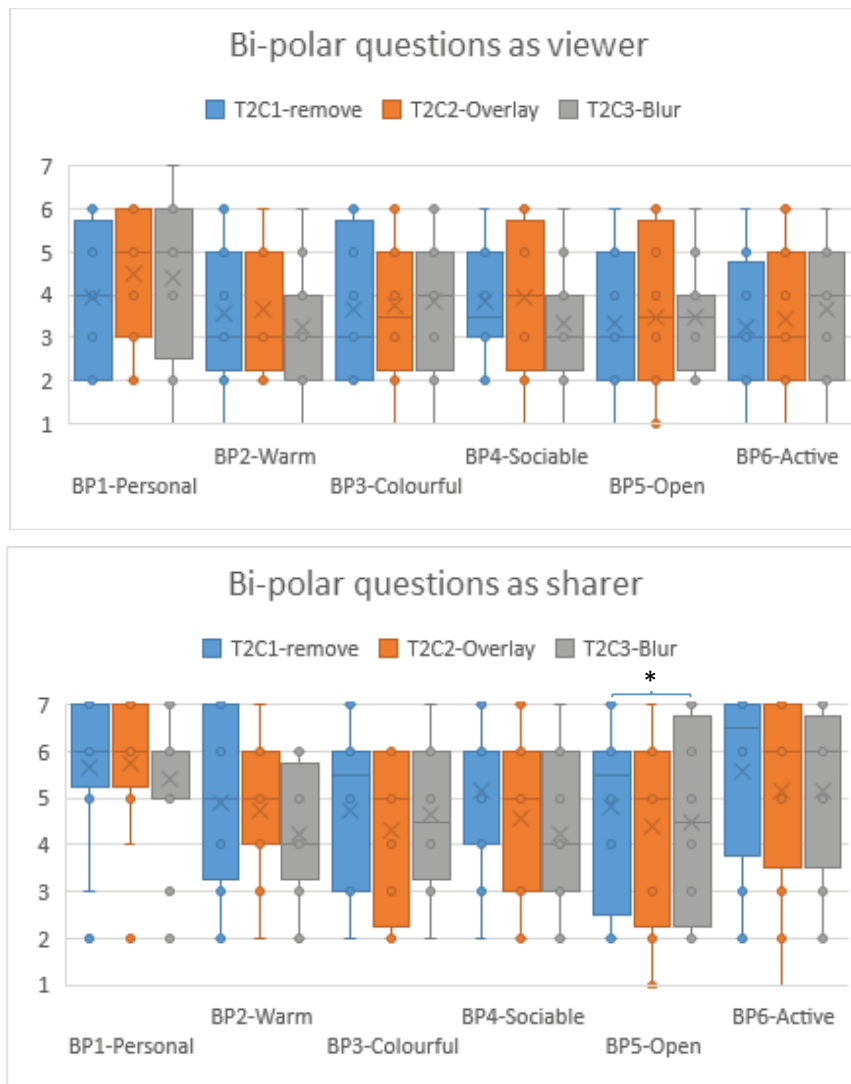 Bi-polar questions as viewer
T2C1-remove T2C2-Overlay T2C3-Blur
7
6
5
4
3
2
1
BP2-Warm BP4-Sociable BP6-Active
BP1-Personal BP3-Colourful BP5-Open
Bi-polar questions as sharer
T2C1-remove T2C2-Overlay T2C3-Blur
*
7
6
5
4
3
2
1
BP2-Warm BP4-Sociable BP6-Active
BP1-Personal BP3-Colourful BP5-Open